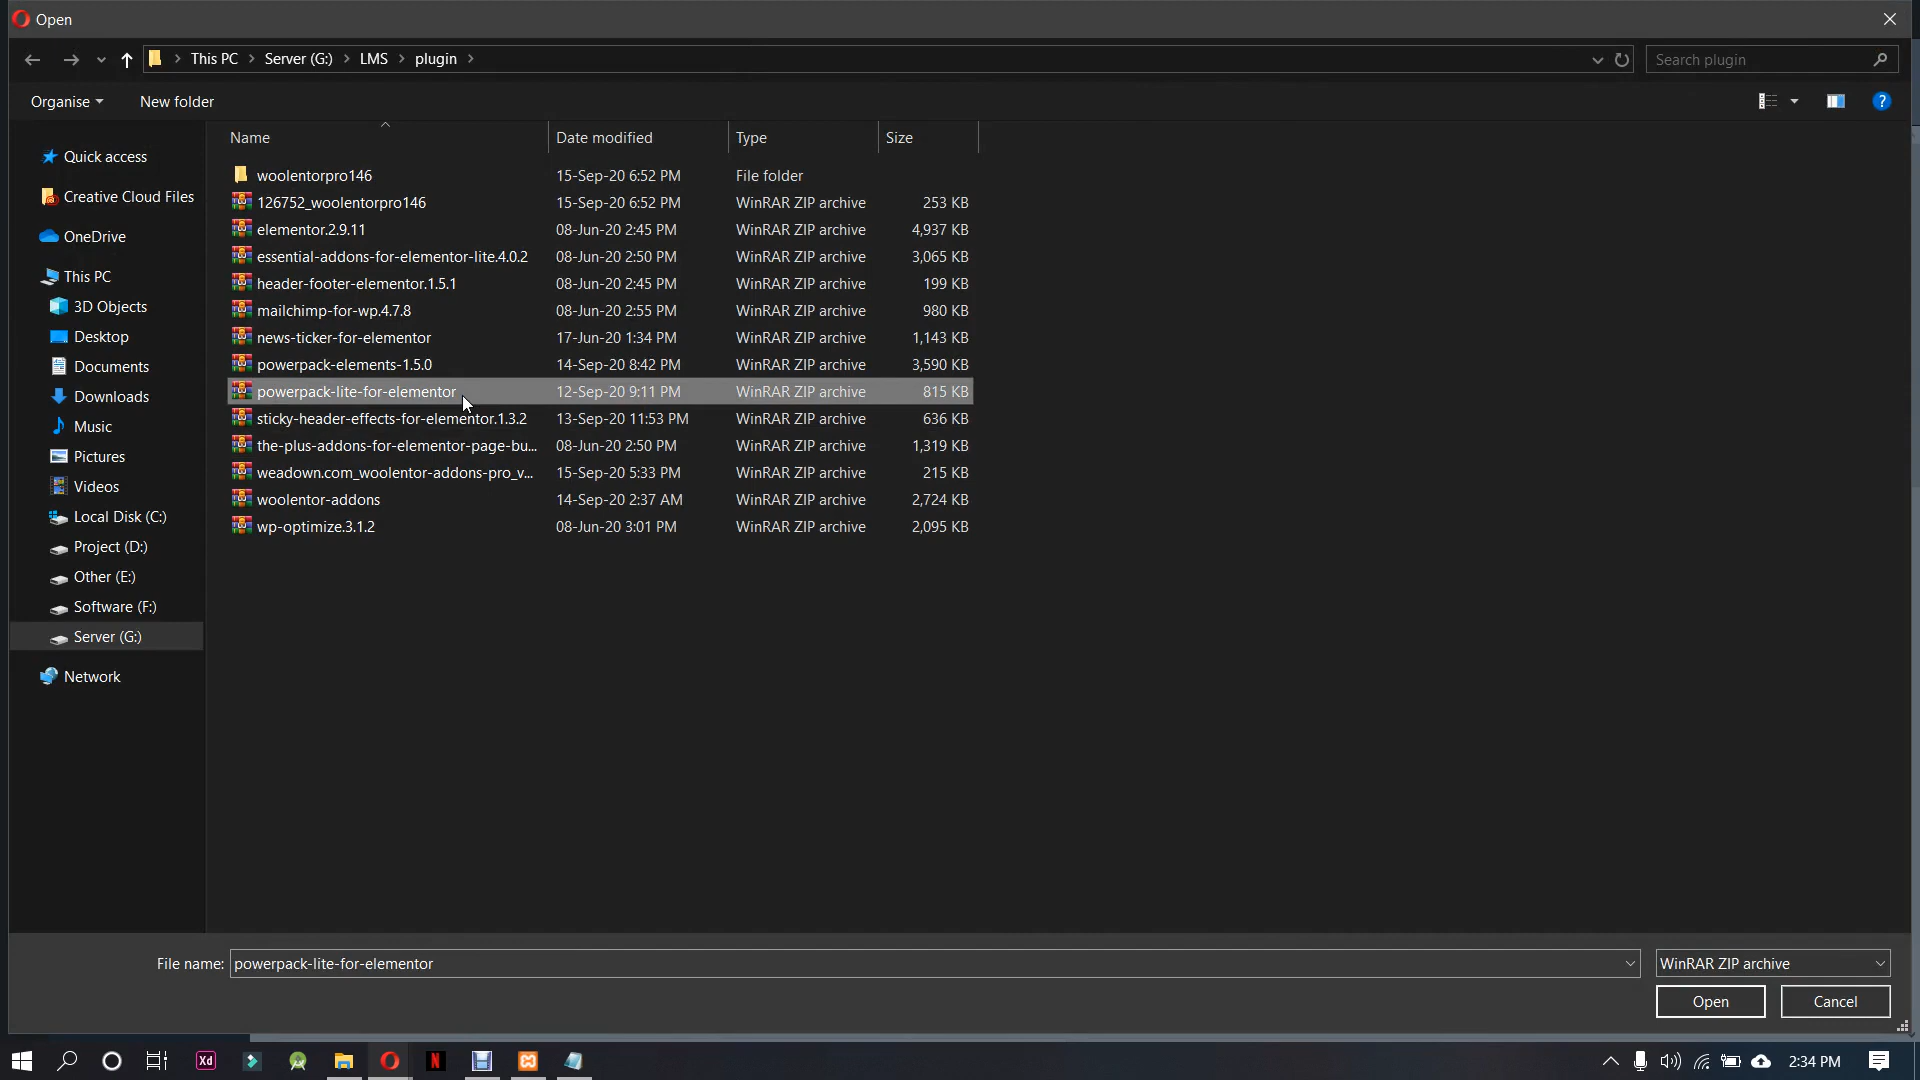 Open
This PC > Server (G:) > LMS > plugin >
Search plugin
Organise
New folder
Name
Date modified
Type
Size
Quick access
Creative Cloud Files
OneDrive
This PC
3D Objects
Desktop
Documents
Downloads
Music
Pictures
Videos
Local Disk (C:)
Project (D:)
Other (E:)
Software (F:)
Server (G:)
Network
woolentorpro146 15-Sep-20 6:52 PM File folder
126752_woolentorpro146 15-Sep-20 6:52 PM WinRAR ZIP archive 253 KB
elementor.2.9.11 08-Jun-20 2:45 PM WinRAR ZIP archive 4,937 KB
essential-addons-for-elementor-lite.4.0.2 08-Jun-20 2:50 PM WinRAR ZIP archive 3,065 KB
header-footer-elementor.1.5.1 08-Jun-20 2:45 PM WinRAR ZIP archive 199 KB
mailchimp-for-wp.4.7.8 08-Jun-20 2:55 PM WinRAR ZIP archive 980 KB
news-ticker-for-elementor 17-Jun-20 1:34 PM WinRAR ZIP archive 1,143 KB
powerpack-elements-1.5.0 14-Sep-20 8:42 PM WinRAR ZIP archive 3,590 KB
powerpack-lite-for-elementor 12-Sep-20 9:11 PM WinRAR ZIP archive 815 KB
sticky-header-effects-for-elementor.1.3.2 13-Sep-20 11:53 PM WinRAR ZIP archive 636 KB
the-plus-addons-for-elementor-page-bu... 08-Jun-20 2:50 PM WinRAR ZIP archive 1,319 KB
weadown.com_woolentor-addons-pro_v... 15-Sep-20 5:33 PM WinRAR ZIP archive 215 KB
woolentor-addons 14-Sep-20 2:37 AM WinRAR ZIP archive 2,724 KB
wp-optimize.3.1.2 08-Jun-20 3:01 PM WinRAR ZIP archive 2,095 KB
File name: powerpack-lite-for-elementor
WinRAR ZIP archive
Open
Cancel
Xd
N
2:34 PM